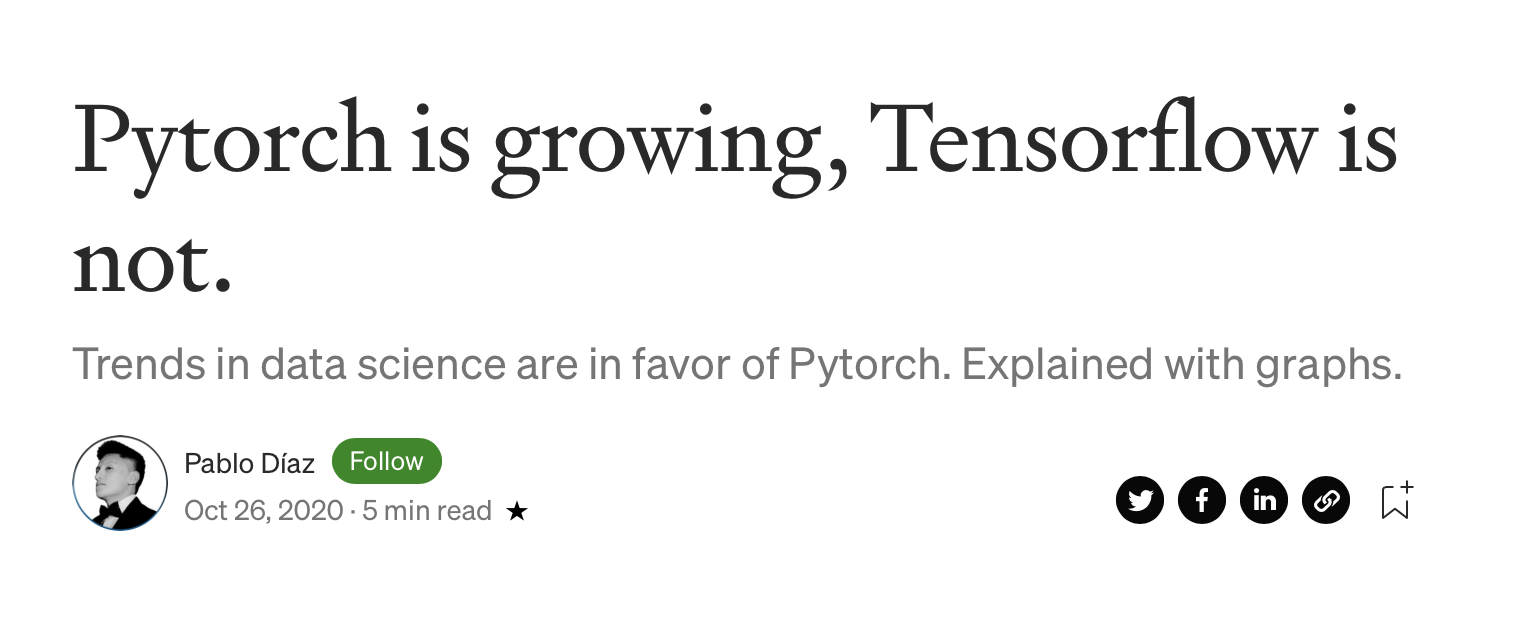 Pytorch is growing, Tensorflow is
not.
Trends in data science are in favor of Pytorch. Explained with graphs.
Pablo Díaz Follow
Oct 26, 2020 · 5 min read ★